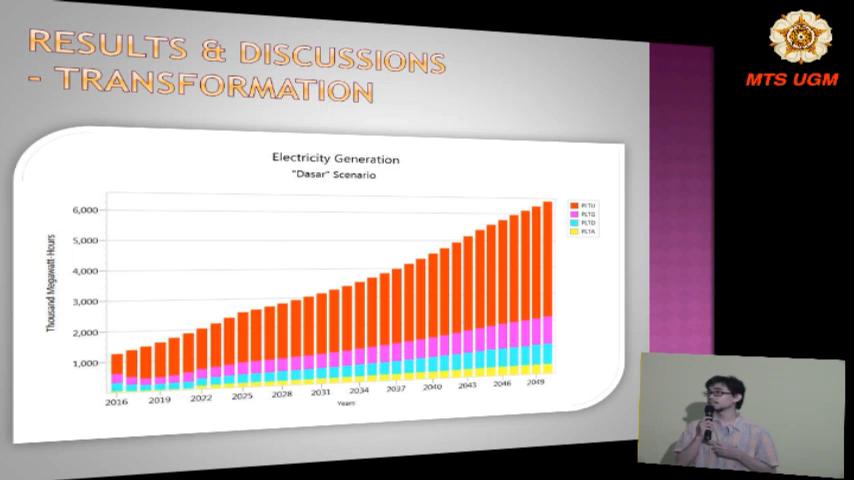 RESULTS & DISCUSSIONS
- TRANSFORMATION
MTS UGM
Electricity Generation
"Dasar" Scenario
PLTU
PLTG
PLTD
PLTA
Thousand Megawatt-Hours
6,000
5,000
4,000
3,000
2,000
1,000
2016 2019 2022 2025 2028 2031 2034 2037 2040 2043 2046 2049
Years